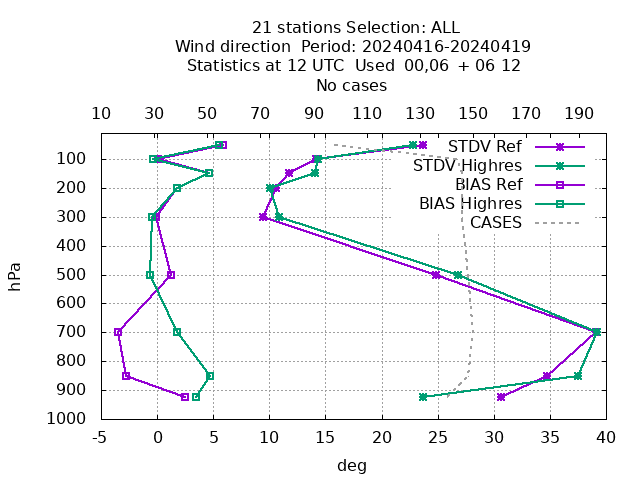 21 stations Selection: ALL
Wind direction  Period: 20240416-20240419
Statistics at 12 UTC  Used  00,06  + 06 12
No cases
10 30 50 70 90 110 130 150 170 190
STDV Ref
STDV Highres
BIAS Ref
BIAS Highres
CASES
hPa
100
200
300
400
500
600
700
800
900
1000
-5 0 5 10 15 20 25 30 35 40
deg